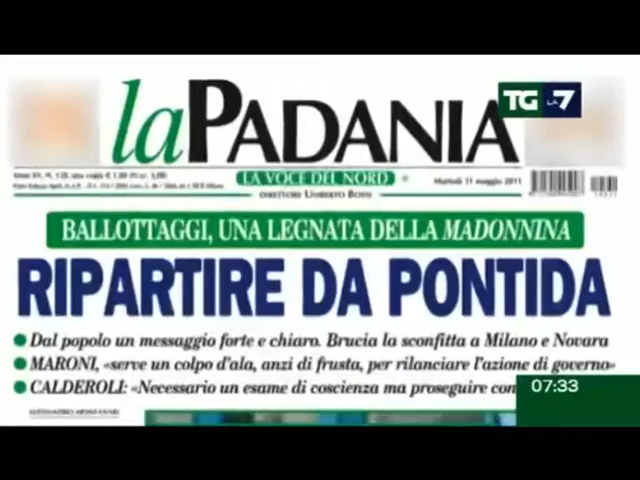 la PADANIA
TG LA7
LA VOCE DEL NORD
Martedì 31 maggio 2011
DIRETTORE UMBERTO BOSSI
BALLOTTAGGI, UNA LEGNATA DELLA MADONNINA
RIPARTIRE DA PONTIDA
Dal popolo un messaggio forte e chiaro. Brucia la sconfitta a Milano e Novara
MARONI, «serve un colpo d'ala, anzi di frusta, per rilanciare l'azione di governo»
CALDEROLI: «Necessario un esame di coscienza ma proseguire con
07:33